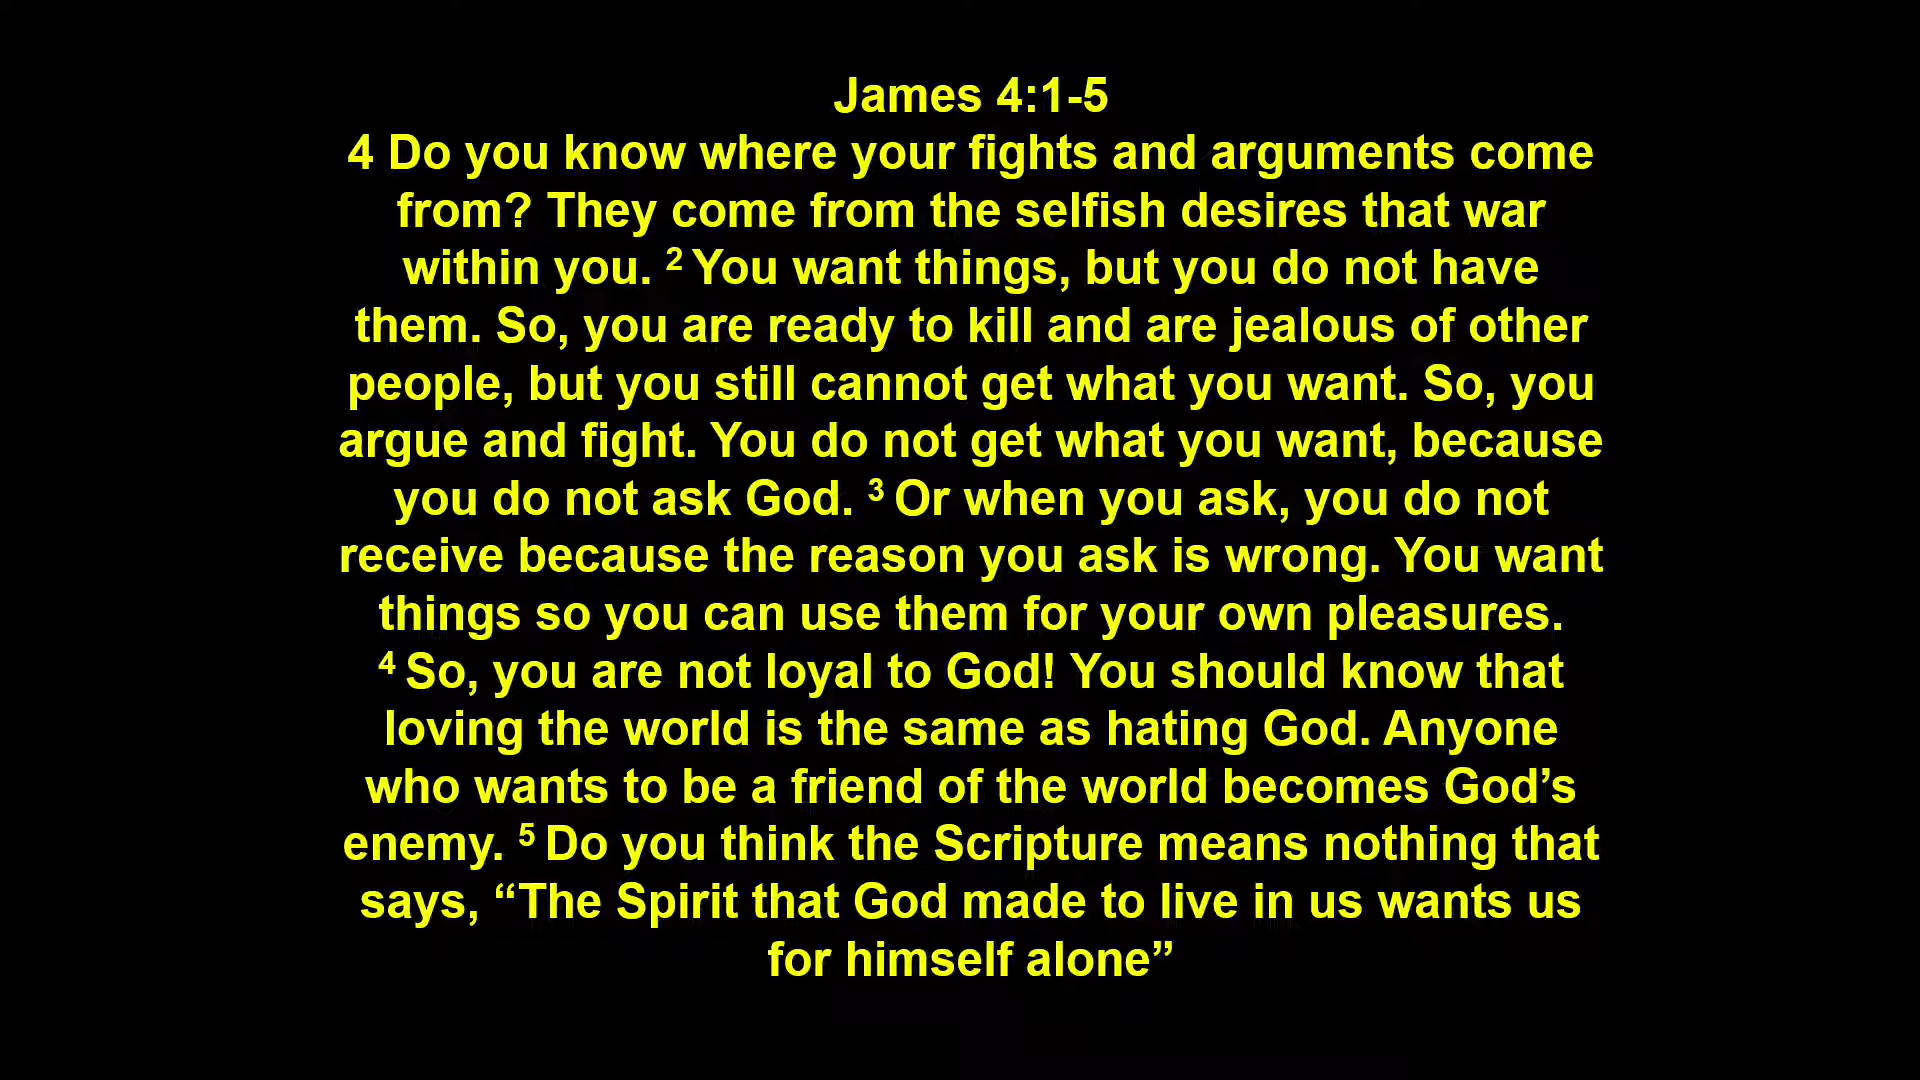 James 4:1-5
4 Do you know where your fights and arguments come
from? They come from the selfish desires that war
within you. ² You want things, but you do not have
them. So, you are ready to kill and are jealous of other
people, but you still cannot get what you want. So, you
argue and fight. You do not get what you want, because
you do not ask God. ³ Or when you ask, you do not
receive because the reason you ask is wrong. You want
things so you can use them for your own pleasures.
⁴ So, you are not loyal to God! You should know that
loving the world is the same as hating God. Anyone
who wants to be a friend of the world becomes God’s
enemy. ⁵ Do you think the Scripture means nothing that
says, “The Spirit that God made to live in us wants us
for himself alone”